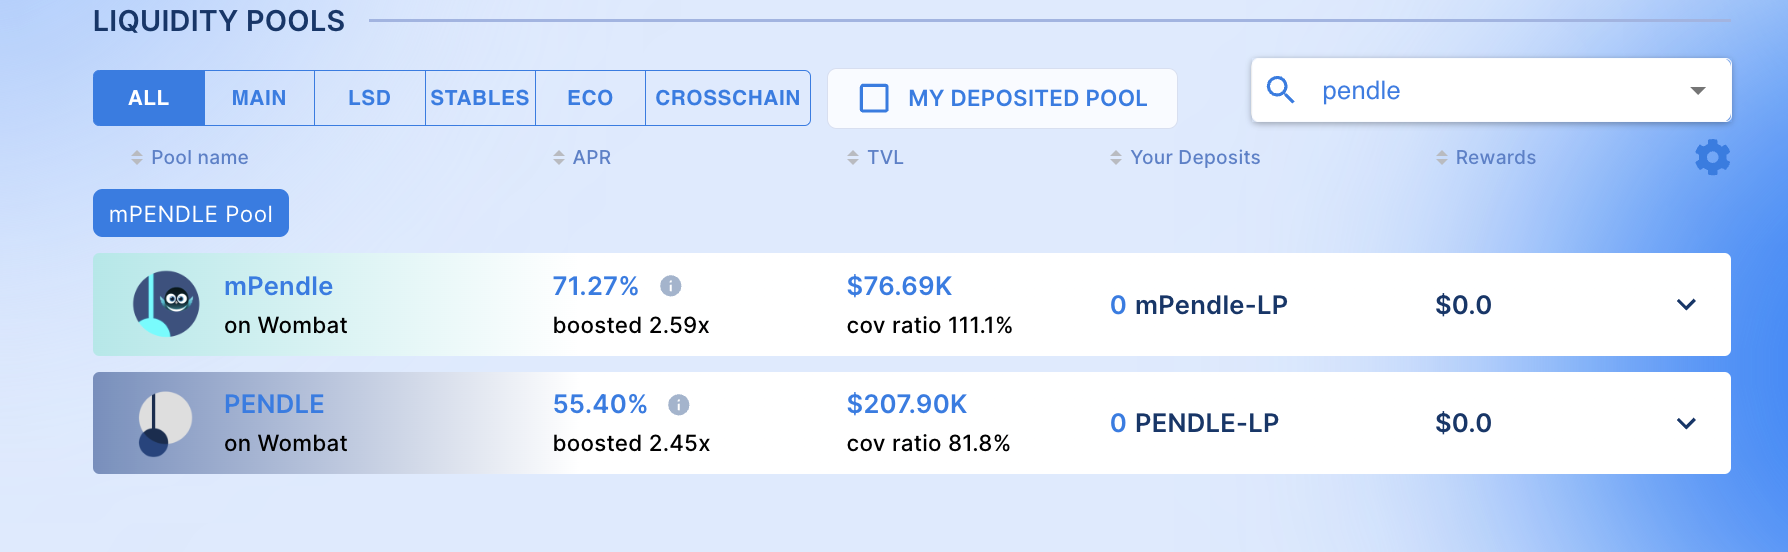 LIQUIDITY POOLS
ALL MAIN LSD STABLES ECO CROSSCHAIN MY DEPOSITED POOL pendle
Pool name APR TVL Your Deposits Rewards
mPENDLE Pool
mPendle 71.27% $76.69K 0 mPendle-LP $0.0
on Wombat boosted 2.59x cov ratio 111.1%
PENDLE 55.40% $207.90K 0 PENDLE-LP $0.0
on Wombat boosted 2.45x cov ratio 81.8%